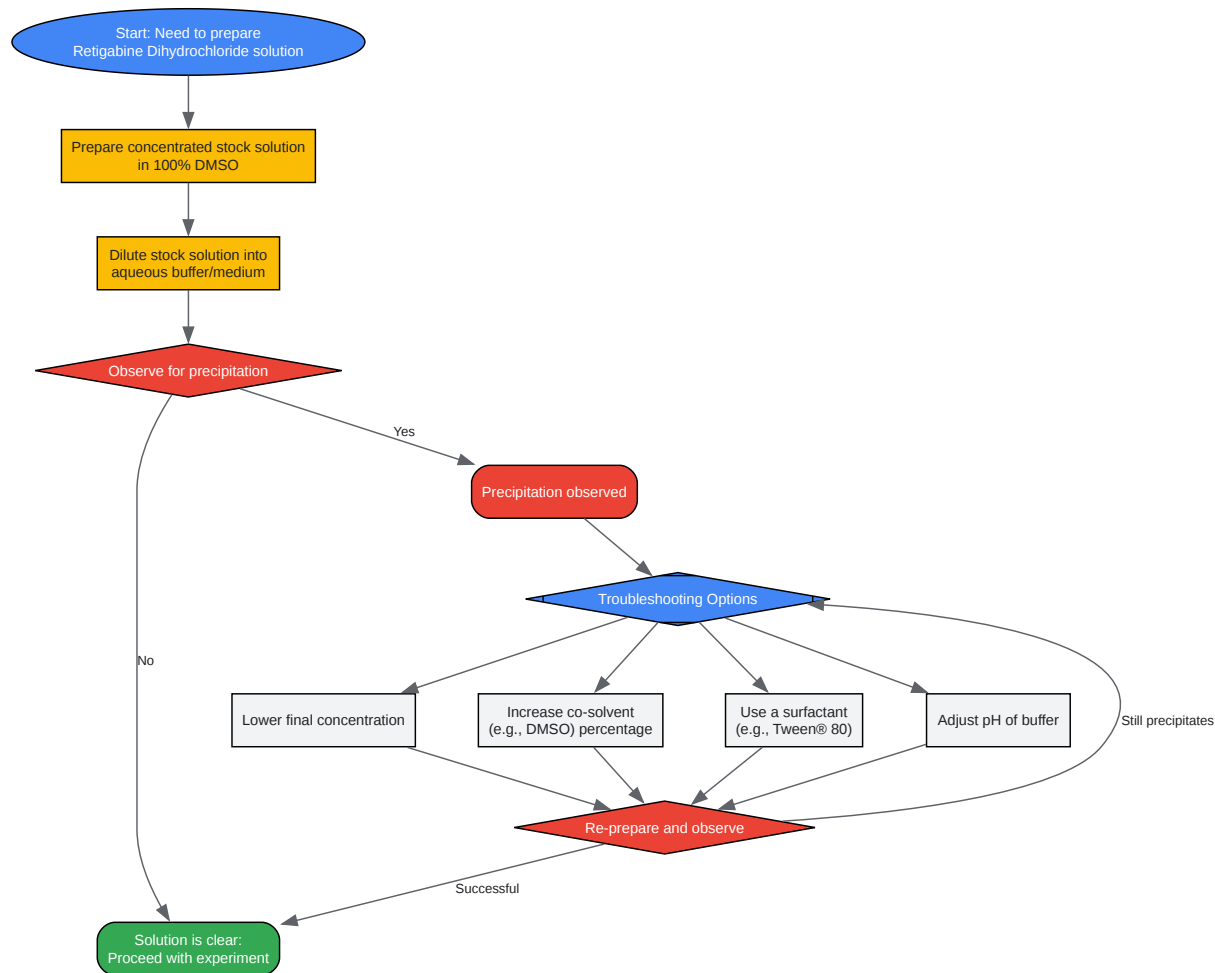 Start: Need to prepare
Retigabine Dihydrochloride solution
Prepare concentrated stock solution
in 100% DMSO
Dilute stock solution into
aqueous buffer/medium
Observe for precipitation
Yes
Precipitation observed
Troubleshooting Options
No
Lower final concentration
Increase co-solvent
(e.g., DMSO) percentage
Use a surfactant
(e.g., Tween® 80)
Adjust pH of buffer
Still precipitates
Re-prepare and observe
Successful
Solution is clear:
Proceed with experiment